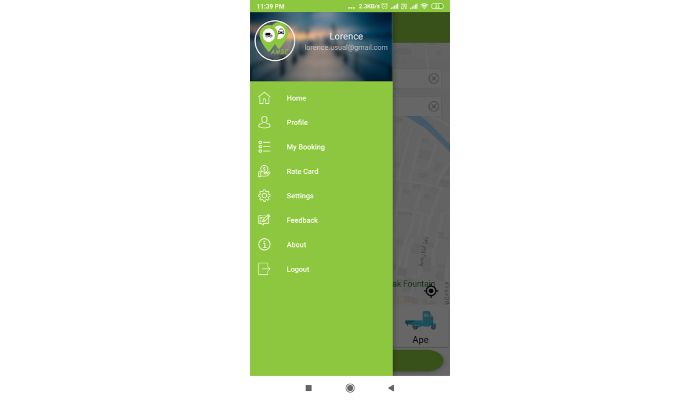 11:39 PM
2.3KB/s
Lorence
lorence.usual@gmail.com
Home
Profile
My Booking
Rate Card
Settings
Feedback
About
Logout
ak Fountain
Ape